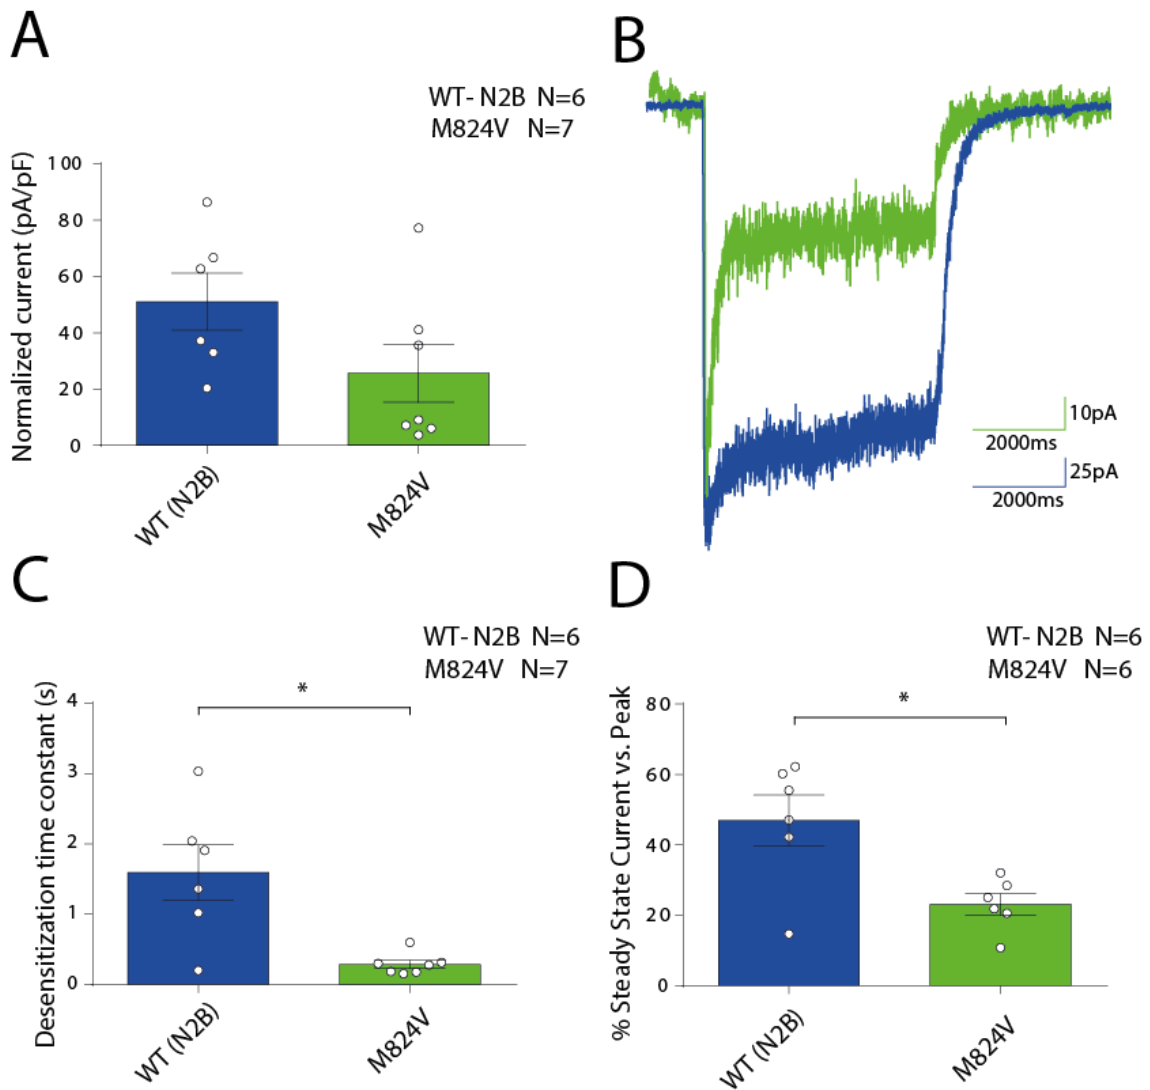 A
WT- N2B N=6
M824V N=7
Normalized current (pA/pF)
100
80
60
40
20
0
WT (N2B)
M824V
B
10pA
2000ms
25pA
2000ms
C
WT- N2B N=6
M824V N=7
Desensitization time constant (s)
4
3
2
1
0
*
WT (N2B)
M824V
D
WT- N2B N=6
M824V N=6
% Steady State Current vs. Peak
80
60
40
20
0
*
WT (N2B)
M824V